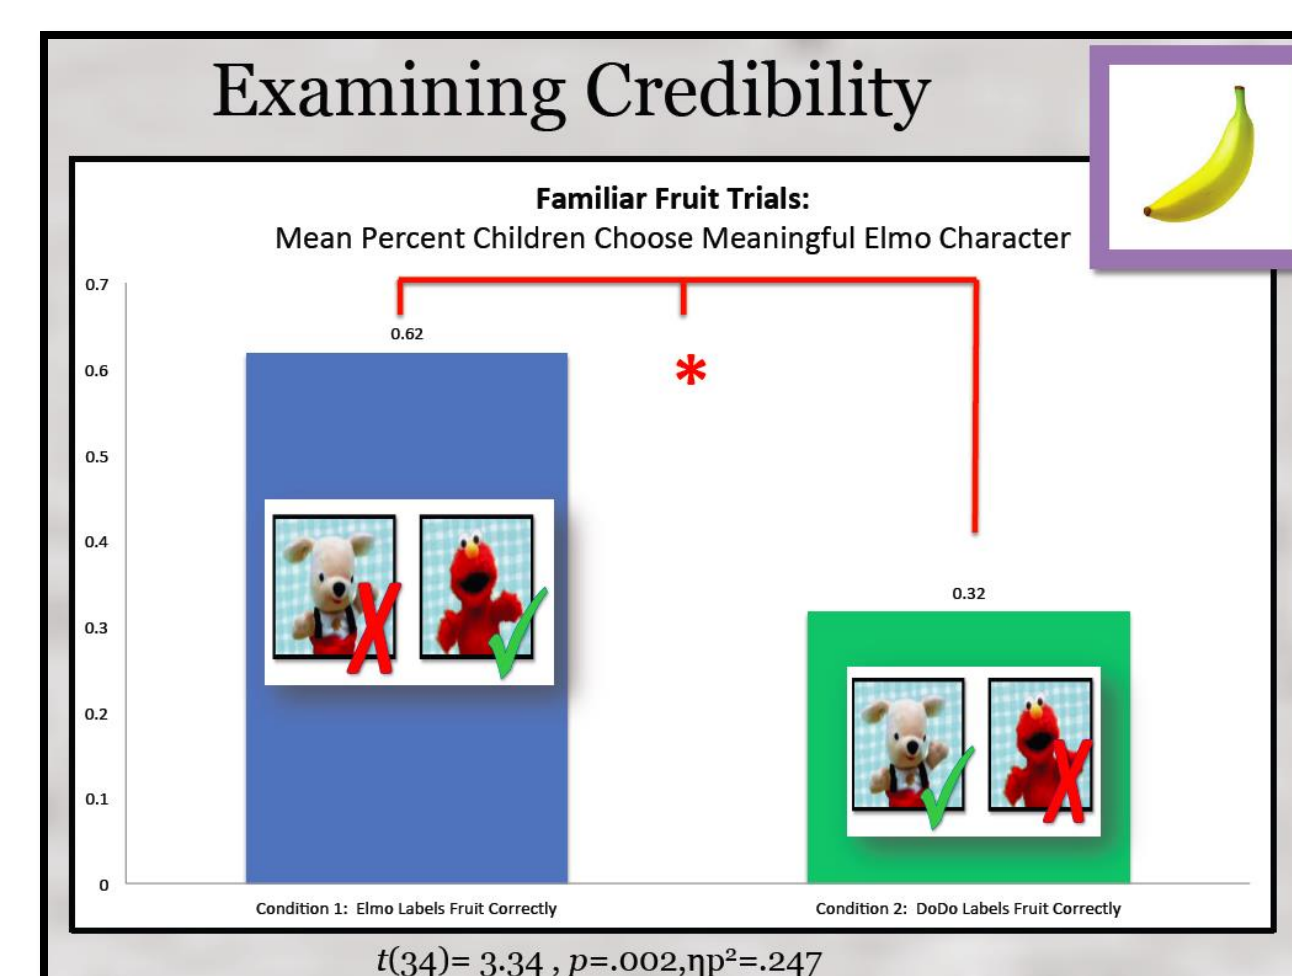 Examining Credibility
Familiar Fruit Trials:
Mean Percent Children Choose Meaningful Elmo Character
0.7
0.62
0.6
0.5
0.4
0.32
0.3
0.2
0.1
0
Condition 1: Elmo Labels Fruit Correctly
Condition 2: DoDo Labels Fruit Correctly
t(34)= 3.34 , p=.002,ηp²=.247